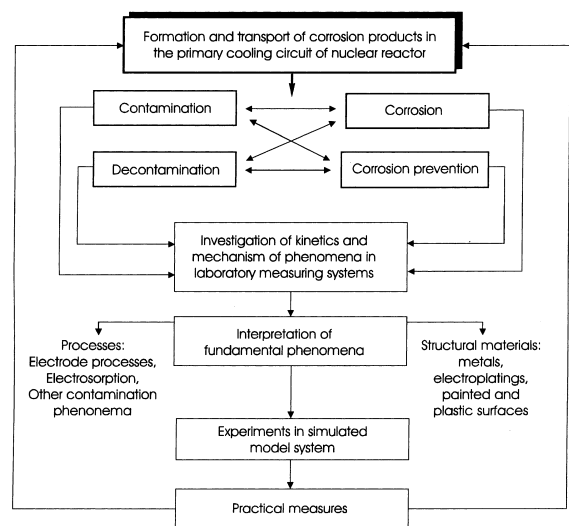 Formation and transport of corrosion products in
the primary cooling circuit of nuclear reactor
Contamination
Corrosion
Decontamination
Corrosion prevention
Investigation of kinetics and
mechanism of phenomena in
laboratory measuring systems
Processes:
Electrode processes,
Electrosorption,
Other contamination
phenonema
Interpretation of
fundamental phenomena
Structural materials:
metals,
electroplatings,
painted and
plastic surfaces
Experiments in simulated
model system
Practical measures